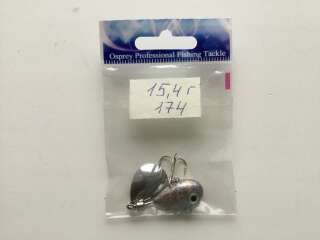 Osprey Professional Fishing Tackle
15,4 г
174